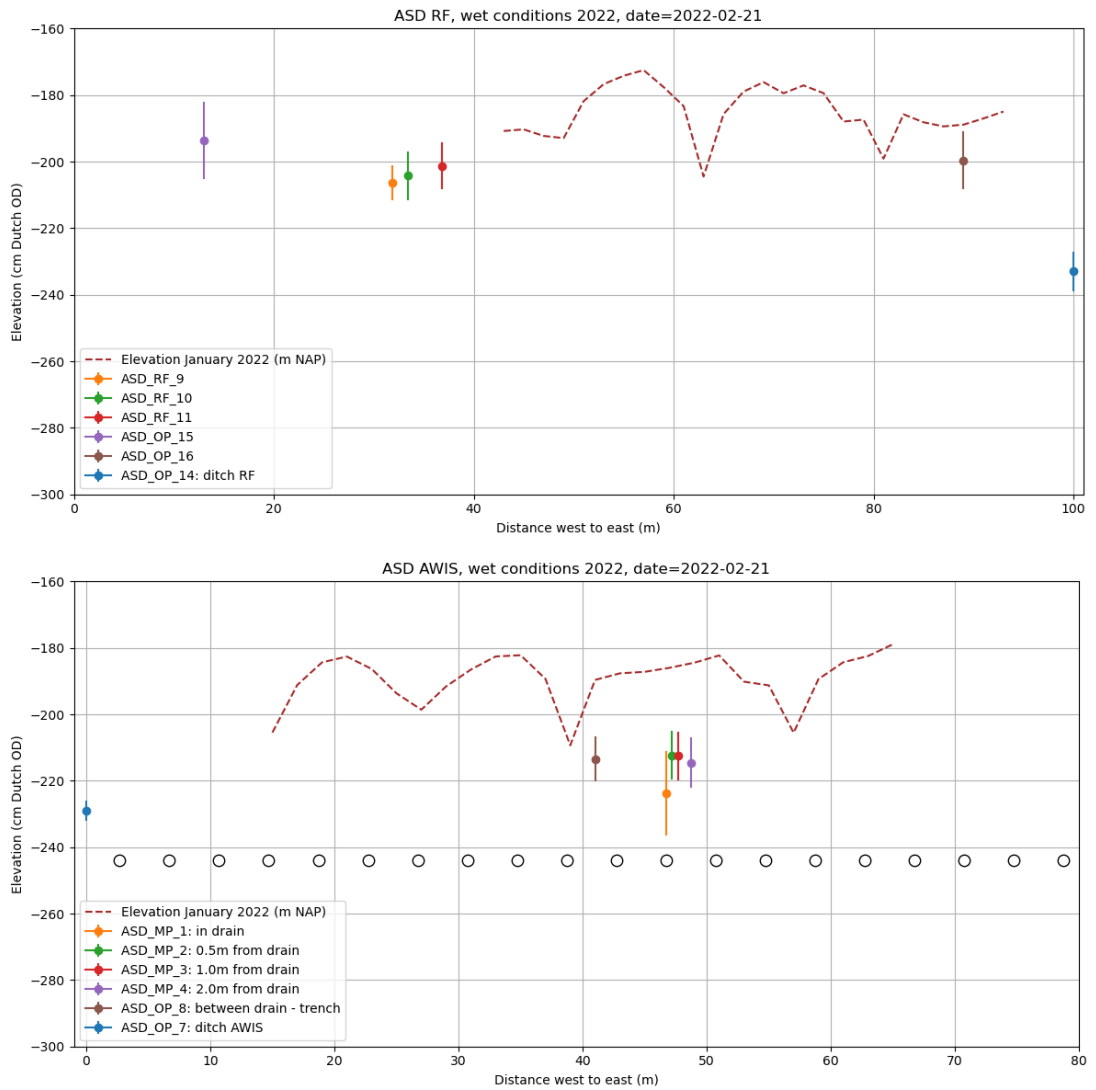 ASD RF, wet conditions 2022, date=2022-02-21
−160
−180
−200
−220
−240
−260
−280
−300
Elevation (cm Dutch OD)
Elevation January 2022 (m NAP)
ASD_RF_9
ASD_RF_10
ASD_RF_11
ASD_OP_15
ASD_OP_16
ASD_OP_14: ditch RF
0 20 40 60 80 100
Distance west to east (m)
ASD AWIS, wet conditions 2022, date=2022-02-21
−160
−180
−200
−220
−240
−260
−280
−300
Elevation (cm Dutch OD)
Elevation January 2022 (m NAP)
ASD_MP_1: in drain
ASD_MP_2: 0.5m from drain
ASD_MP_3: 1.0m from drain
ASD_MP_4: 2.0m from drain
ASD_OP_8: between drain - trench
ASD_OP_7: ditch AWIS
0 10 20 30 40 50 60 70 80
Distance west to east (m)